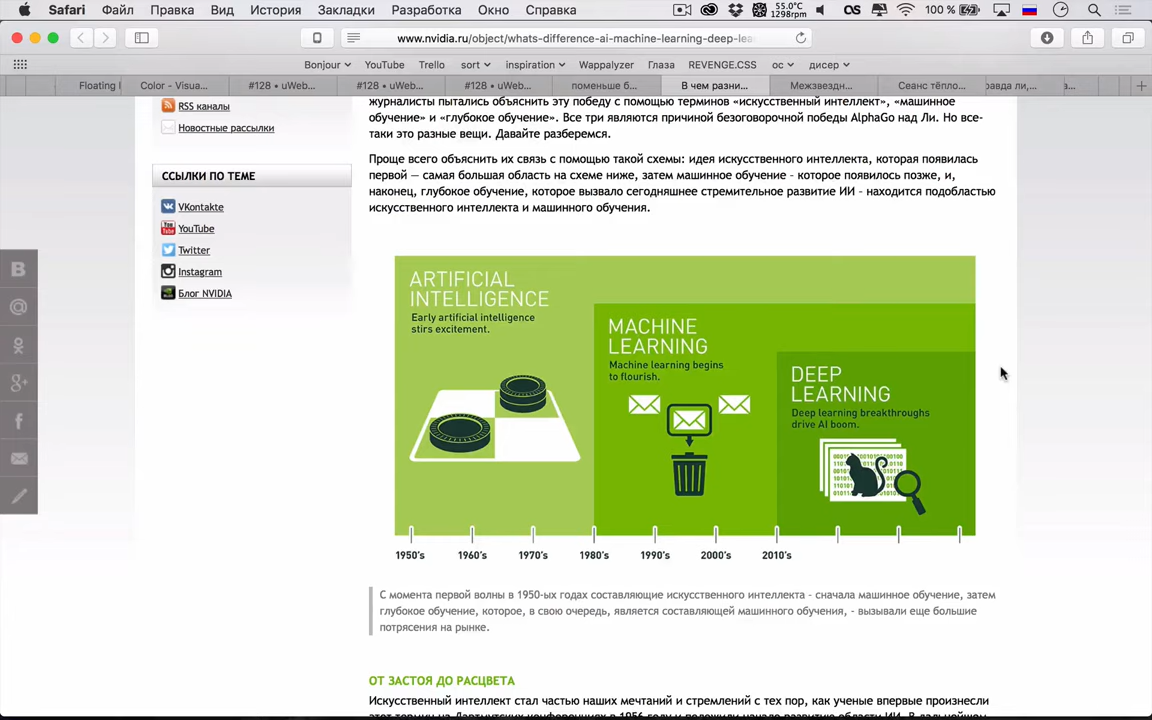 Safari Файл Правка Вид История Закладки Разработка Окно Справка 55.0°C 1298rpm 100 %
www.nvidia.ru/object/whats-difference-ai-machine-learning-deep-lea
Bonjour YouTube Trello sort inspiration Wappalyzer Глаза REVENGE.CSS ос дисер
Floating Color - Visua... #128 • uWeb... #128 • uWeb... #128 • uWeb... поменьше б... В чем разни... Межзвездн... Сеанс тёпло... равда ли,...
RSS каналы
Новостные рассылки
ССЫЛКИ ПО ТЕМЕ
VKontakte
YouTube
Twitter
Instagram
Блог NVIDIA
журналисты пытались объяснить эту победу с помощью терминов «искусственный интеллект», «машинное
обучение» и «глубокое обучение». Все три являются причиной безоговорочной победы AlphaGo над Ли. Но все-
таки это разные вещи. Давайте разберемся.
Проще всего объяснить их связь с помощью такой схемы: идея искусственного интеллекта, которая появилась
первой — самая большая область на схеме ниже, затем машинное обучение - которое появилось позже, и,
наконец, глубокое обучение, которое вызвало сегодняшнее стремительное развитие ИИ – находится подобластью
искусственного интеллекта и машинного обучения.
ARTIFICIAL
INTELLIGENCE
Early artificial intelligence
stirs excitement.
MACHINE
LEARNING
Machine learning begins
to flourish.
DEEP
LEARNING
Deep learning breakthroughs
drive AI boom.
1950's 1960's 1970's 1980's 1990's 2000's 2010's
С момента первой волны в 1950-ых годах составляющие искусственного интеллекта - сначала машинное обучение, затем
глубокое обучение, которое, в свою очередь, является составляющей машинного обучения, - вызывали еще большие
потрясения на рынке.
ОТ ЗАСТОЯ ДО РАСЦВЕТА
Искусственный интеллект стал частью наших мечтаний и стремлений с тех пор, как ученые впервые произнесли